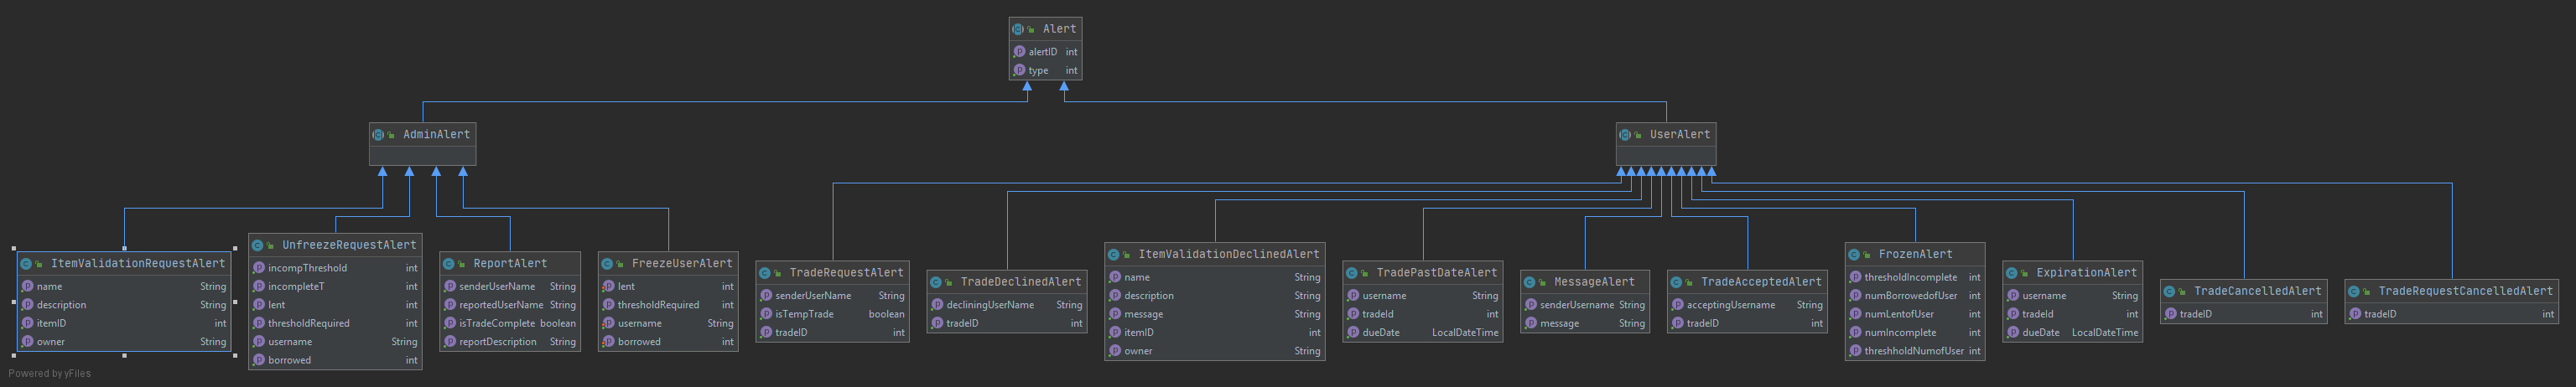 Alert
alertID int
type int
AdminAlert
UserAlert
ItemValidationRequestAlert
name String
description String
itemID int
owner String
UnfreezeRequestAlert
incompThreshold int
incompleteT int
lent int
thresholdRequired int
username String
borrowed int
ReportAlert
senderUserName String
reportedUserName String
isTradeComplete boolean
reportDescription String
FreezeUserAlert
lent int
thresholdRequired int
username String
borrowed int
TradeRequestAlert
senderUserName String
isTempTrade boolean
tradeID int
TradeDeclinedAlert
decliningUserName String
tradeID int
ItemValidationDeclinedAlert
name String
description String
message String
itemID int
owner String
TradePastDateAlert
username String
tradeId int
dueDate LocalDateTime
MessageAlert
senderUsername String
message String
TradeAcceptedAlert
acceptingUsername String
tradeID int
FrozenAlert
thresholdIncomplete int
numBorrowedofUser int
numLentofUser int
numIncomplete int
threshholdNumofUser int
ExpirationAlert
username String
tradeId int
dueDate LocalDateTime
TradeCancelledAlert
tradeID int
TradeRequestCancelledAlert
tradeID int
Powered by yFiles